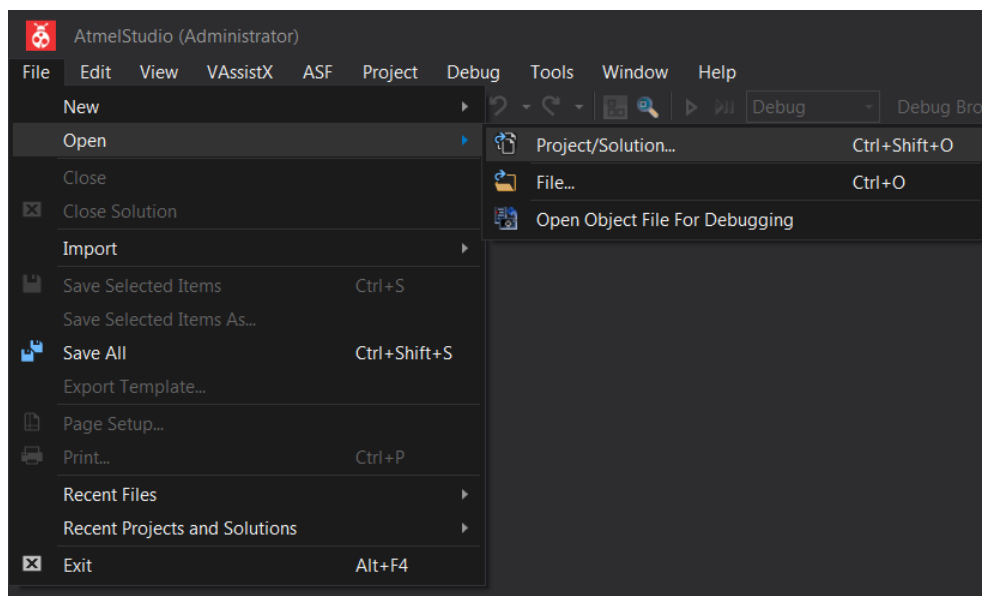 AtmelStudio (Administrator)
File Edit View VAssistX ASF Project Debug Tools Window Help
New
Debug Debug Bro
Open
Project/Solution... Ctrl+Shift+O
Close
File... Ctrl+O
Close Solution
Open Object File For Debugging
Import
Save Selected Items Ctrl+S
Save Selected Items As...
Save All Ctrl+Shift+S
Export Template...
Page Setup...
Print... Ctrl+P
Recent Files
Recent Projects and Solutions
Exit Alt+F4